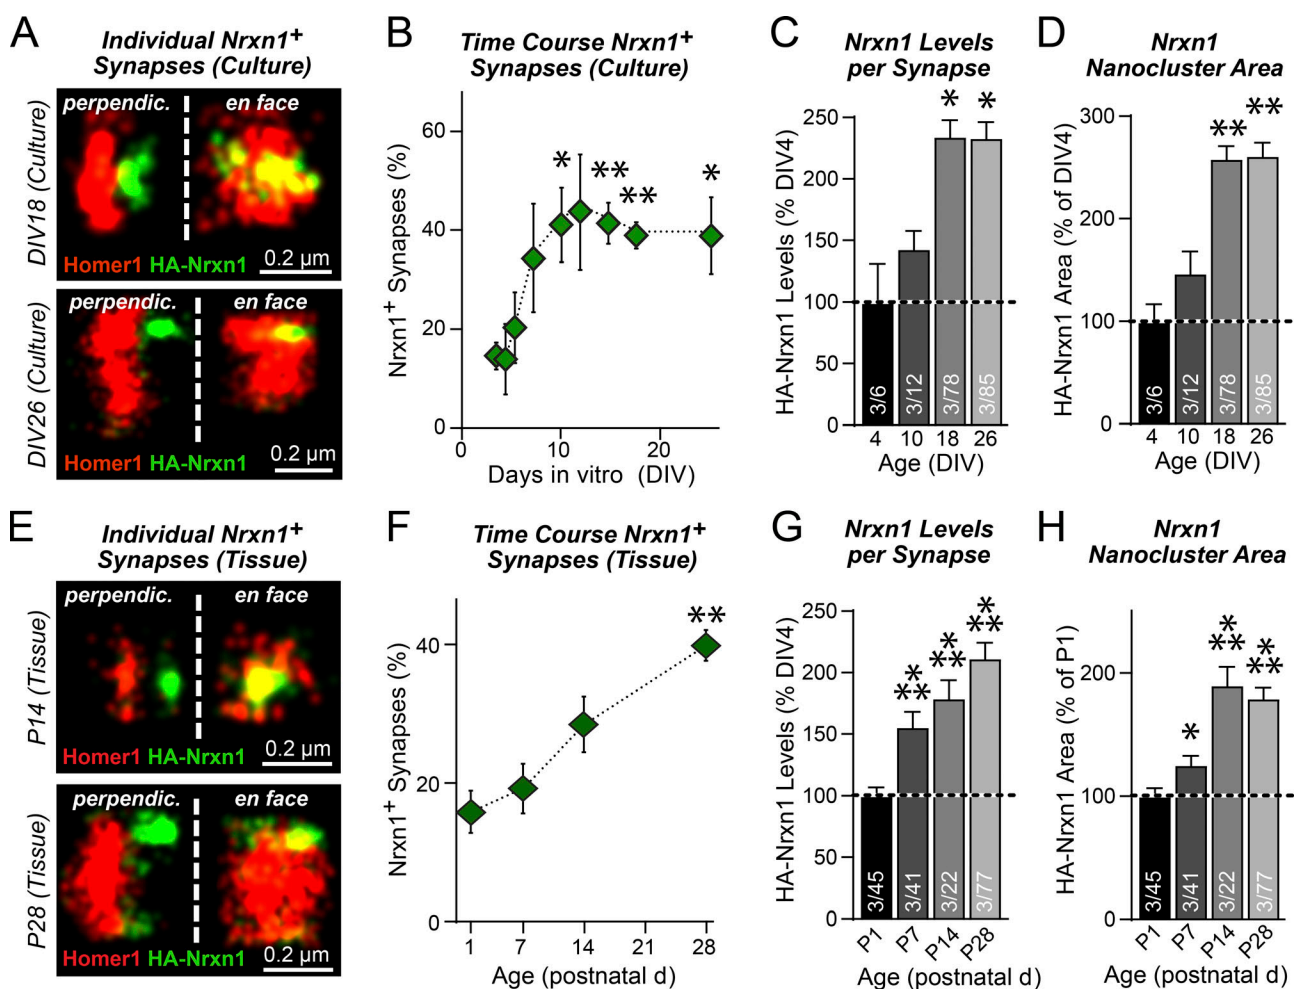 A
Individual Nrxn1+
Synapses (Culture)
DIV18 (Culture)
perpendic. en face
Homer1 HA-Nrxn1 0.2 µm
DIV26 (Culture)
perpendic. en face
Homer1 HA-Nrxn1 0.2 µm
B
Time Course Nrxn1+
Synapses (Culture)
Nrxn1+ Synapses (%)
60
40
20
0
* ** ** *
0 10 20
Days in vitro (DIV)
C
Nrxn1 Levels
per Synapse
HA-Nrxn1 Levels (% DIV4)
250
200
150
100
50
0
* *
3/6 3/12 3/78 3/85
4 10 18 26
Age (DIV)
D
Nrxn1
Nanocluster Area
HA-Nrxn1 Area (% of DIV4)
300
200
100
0
** **
3/6 3/12 3/78 3/85
4 10 18 26
Age (DIV)
E
Individual Nrxn1+
Synapses (Tissue)
P14 (Tissue)
perpendic. en face
Homer1 HA-Nrxn1 0.2 µm
P28 (Tissue)
perpendic. en face
Homer1 HA-Nrxn1 0.2 µm
F
Time Course Nrxn1+
Synapses (Tissue)
Nrxn1+ Synapses (%)
40
20
0
**
1 7 14 21 28
Age (postnatal d)
G
Nrxn1 Levels
per Synapse
HA-Nrxn1 Levels (% DIV4)
250
200
150
100
50
0
*** *** ***
3/45 3/41 3/22 3/77
P1 P7 P14 P28
Age (postnatal d)
H
Nrxn1
Nanocluster Area
HA-Nrxn1 Area (% of P1)
200
100
0
* *** ***
3/45 3/41 3/22 3/77
P1 P7 P14 P28
Age (postnatal d)